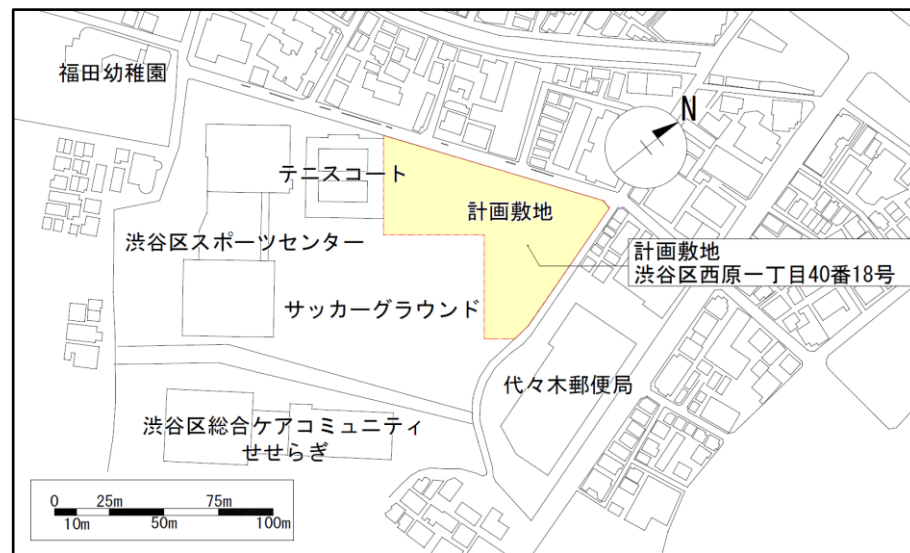 福田幼稚園
N
テニスコート
計画敷地
渋谷区スポーツセンター
計画敷地
渋谷区西原一丁目40番18号
サッカーグラウンド
代々木郵便局
渋谷区総合ケアコミュニティ
せせらぎ
0 25m 75m
10m 50m 100m